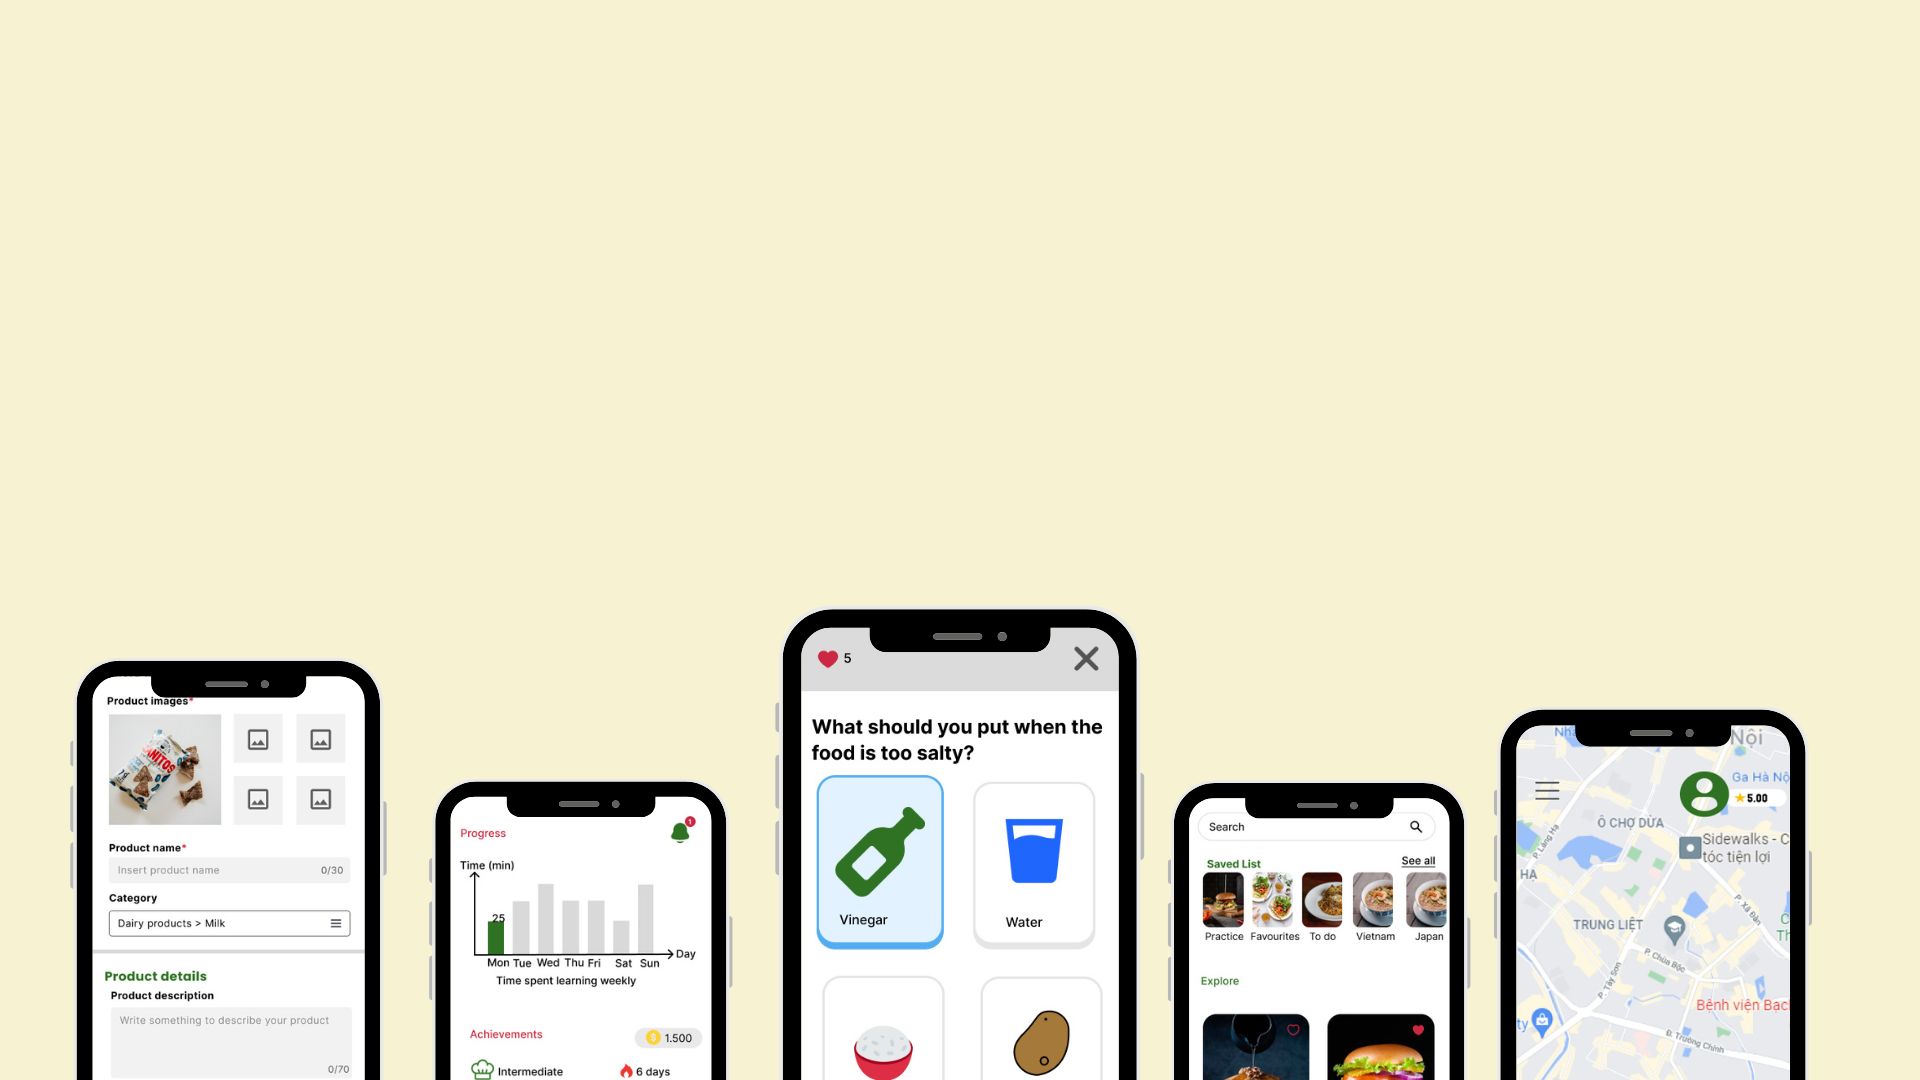 Product images*
ANITOS
Product name*
Insert product name 0/30
Category
Dairy products > Milk
Product details
Product description
Write something to describe your product
0/70
Progress
1
Time (min)
25
Day
Mon Tue Wed Thu Fri Sat Sun
Time spent learning weekly
Achievements
1.500
Intermediate
6 days
5
What should you put when the
food is too salty?
Vinegar
Water
Search
Saved List
See all
Practice Favourites To do Vietnam Japan
Explore
Nội
Ga Hà Nộ
5.00
Ô CHỢ DỪA
Sidewalks - C
tóc tiện lợi
P. Láng Hạ
HẠ
P. Xã Đàn
TRUNG LIỆT
P. Chùa Bộc
P. Tây Sơn
Bệnh viện Bạc
ty
Đ. Trường Chinh